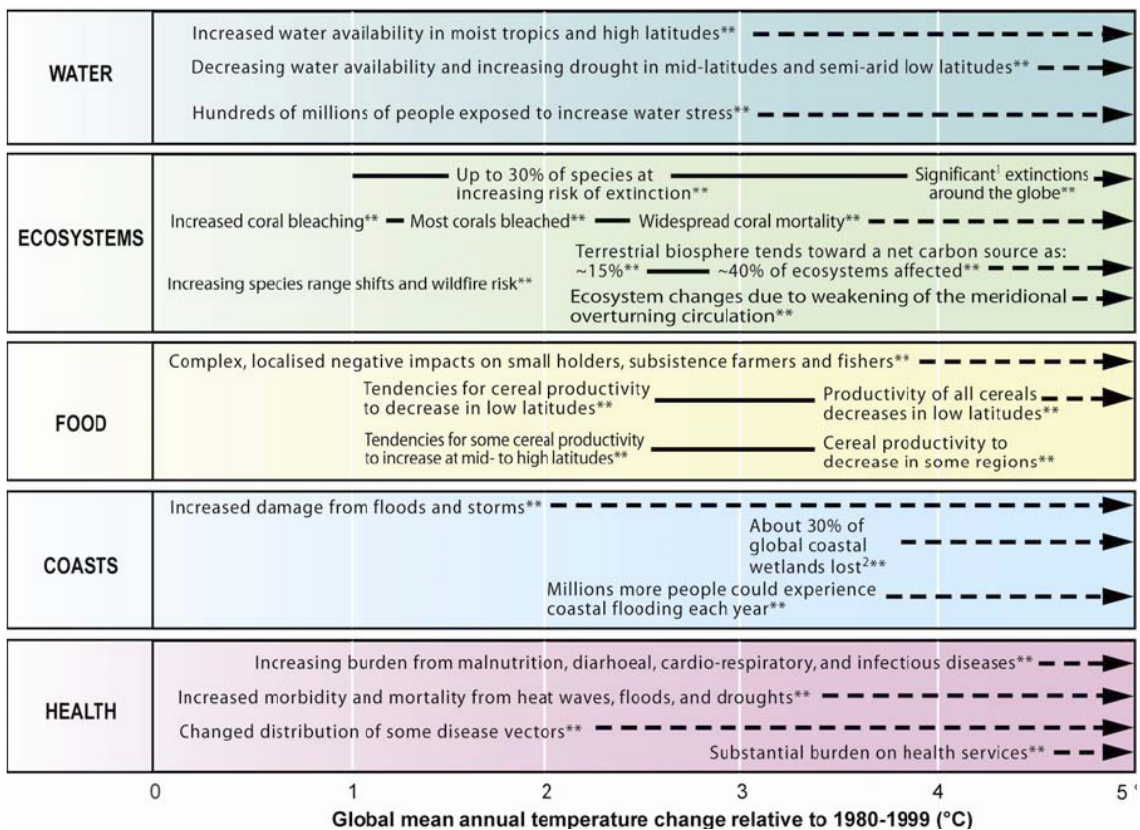 WATER
Increased water availability in moist tropics and high latitudes**
Decreasing water availability and increasing drought in mid-latitudes and semi-arid low latitudes**
Hundreds of millions of people exposed to increase water stress**
ECOSYSTEMS
Up to 30% of species at
increasing risk of extinction**
Significant¹ extinctions
around the globe**
Increased coral bleaching**
Most corals bleached**
Widespread coral mortality**
Terrestrial biosphere tends toward a net carbon source as:
~15%**
~40% of ecosystems affected**
Increasing species range shifts and wildfire risk**
Ecosystem changes due to weakening of the meridional
overturning circulation**
FOOD
Complex, localised negative impacts on small holders, subsistence farmers and fishers**
Tendencies for cereal productivity
to decrease in low latitudes**
Productivity of all cereals
decreases in low latitudes**
Tendencies for some cereal productivity
to increase at mid- to high latitudes**
Cereal productivity to
decrease in some regions**
COASTS
Increased damage from floods and storms**
About 30% of
global coastal
wetlands lost²**
Millions more people could experience
coastal flooding each year**
HEALTH
Increasing burden from malnutrition, diarhoeal, cardio-respiratory, and infectious diseases**
Increased morbidity and mortality from heat waves, floods, and droughts**
Changed distribution of some disease vectors**
Substantial burden on health services**
0 1 2 3 4 5 °
Global mean annual temperature change relative to 1980-1999 (°C)